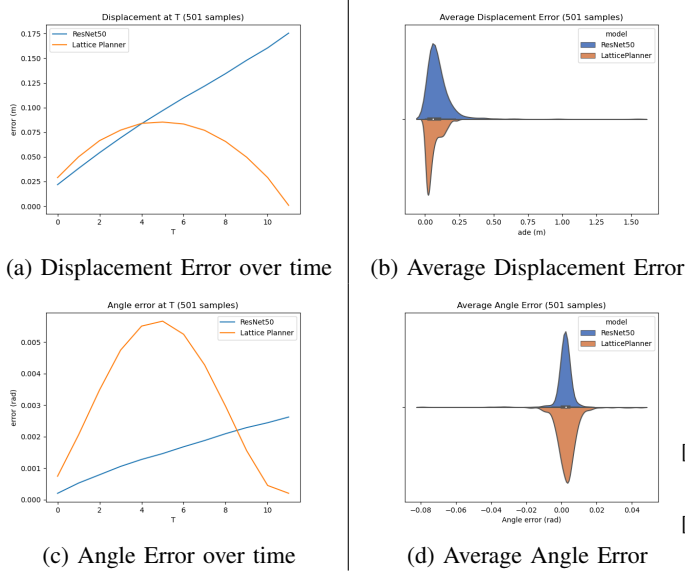 Displacement at T (501 samples)
ResNet50
Lattice Planner
0.175
0.150
0.125
0.100
0.075
0.050
0.025
0.000
error (m)
0 2 4 6 8 10
T
(a) Displacement Error over time
Average Displacement Error (501 samples)
model
ResNet50
LatticePlanner
0.00 0.25 0.50 0.75 1.00 1.25 1.50
ade (m)
(b) Average Displacement Error
Angle error at T (501 samples)
ResNet50
Lattice Planner
0.005
0.004
0.003
0.002
0.001
0.000
error (rad)
0 2 4 6 8 10
T
(c) Angle Error over time
Average Angle Error (501 samples)
model
ResNet50
LatticePlanner
−0.08 −0.06 −0.04 −0.02 0.00 0.02 0.04
Angle error (rad)
(d) Average Angle Error
[
[